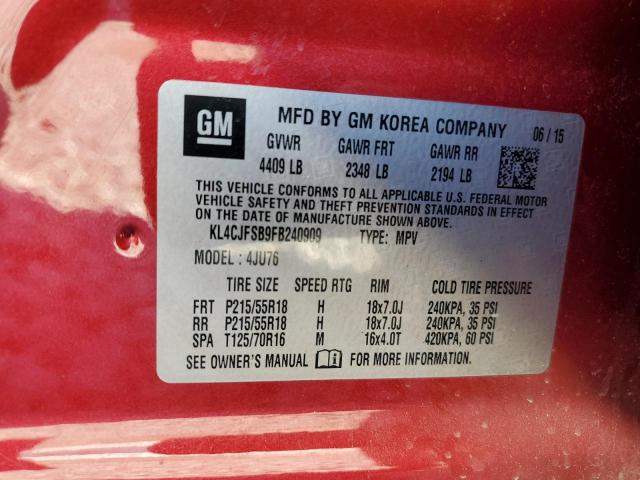 GM MFD BY GM KOREA COMPANY 06 / 15
GVWR GAWR FRT GAWR RR
4409 LB 2348 LB 2194 LB
THIS VEHICLE CONFORMS TO ALL APPLICABLE U.S. FEDERAL MOTOR
VEHICLE SAFETY AND THEFT PREVENTION STANDARDS IN EFFECT
ON THE DATE OF MANUFACTURE SHOWN ABOVE.
KL4CJFSB9FB240909 TYPE: MPV
MODEL : 4JU76
TIRE SIZE SPEED RTG RIM COLD TIRE PRESSURE
FRT P215/55R18 H 18x7.0J 240KPA, 35 PSI
RR P215/55R18 H 18x7.0J 240KPA, 35 PSI
SPA T125/70R16 M 16x4.0T 420KPA, 60 PSI
SEE OWNER'S MANUAL FOR MORE INFORMATION.